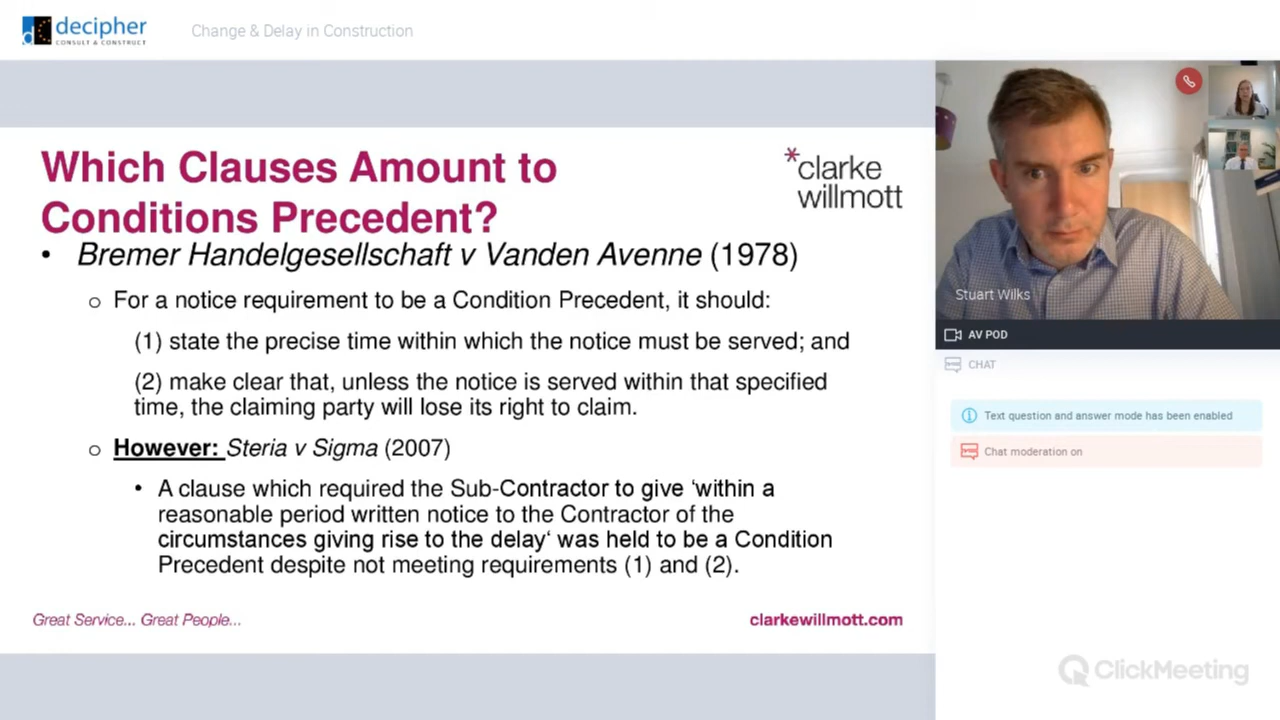 decipher
CONSULT & CONSTRUCT
Change & Delay in Construction
Which Clauses Amount to
Conditions Precedent?
*clarke
willmott
• Bremer Handelgesellschaft v Vanden Avenne (1978)
o For a notice requirement to be a Condition Precedent, it should:
(1) state the precise time within which the notice must be served; and
(2) make clear that, unless the notice is served within that specified
time, the claiming party will lose its right to claim.
o However: Steria v Sigma (2007)
• A clause which required the Sub-Contractor to give ‘within a
reasonable period written notice to the Contractor of the
circumstances giving rise to the delay‘ was held to be a Condition
Precedent despite not meeting requirements (1) and (2).
Great Service... Great People...
clarkewillmott.com
Stuart Wilks
AV POD
CHAT
Text question and answer mode has been enabled
Chat moderation on
ClickMeeting